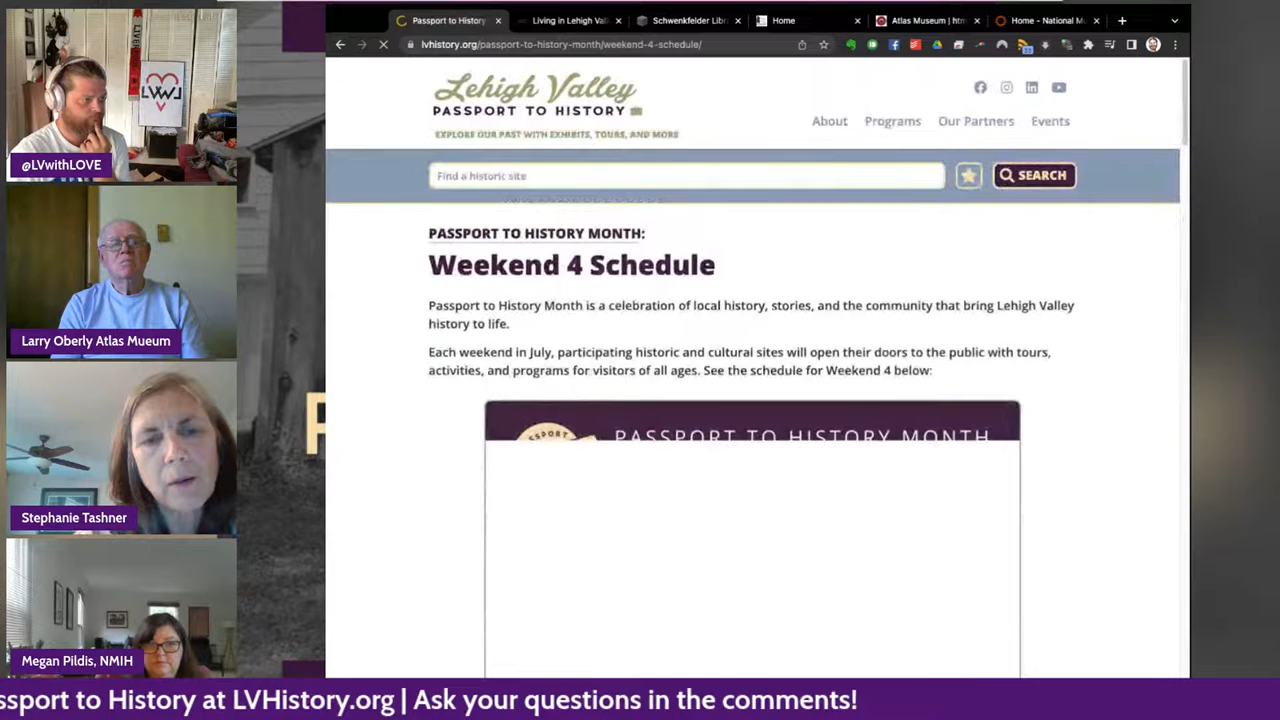 Passport to History
Living in Lehigh Val
Schwenkfelder Libra
Home
Atlas Museum | htm
Home - National Mu
lvhistory.org/passport-to-history-month/weekend-4-schedule/
Lehigh Valley
PASSPORT TO HISTORY
EXPLORE OUR PAST WITH EXHIBITS, TOURS, AND MORE
About
Programs
Our Partners
Events
Find a historic site
SEARCH
PASSPORT TO HISTORY MONTH:
Weekend 4 Schedule
Passport to History Month is a celebration of local history, stories, and the community that bring Lehigh Valley
history to life.
Each weekend in July, participating historic and cultural sites will open their doors to the public with tours,
activities, and programs for visitors of all ages. See the schedule for Weekend 4 below:
PASSPORT TO HISTORY MONTH
LVWL
@LVwithLOVE
Larry Oberly Atlas Mueum
Stephanie Tashner
Megan Pildis, NMIH
ssport to History at LVHistory.org | Ask your questions in the comments!